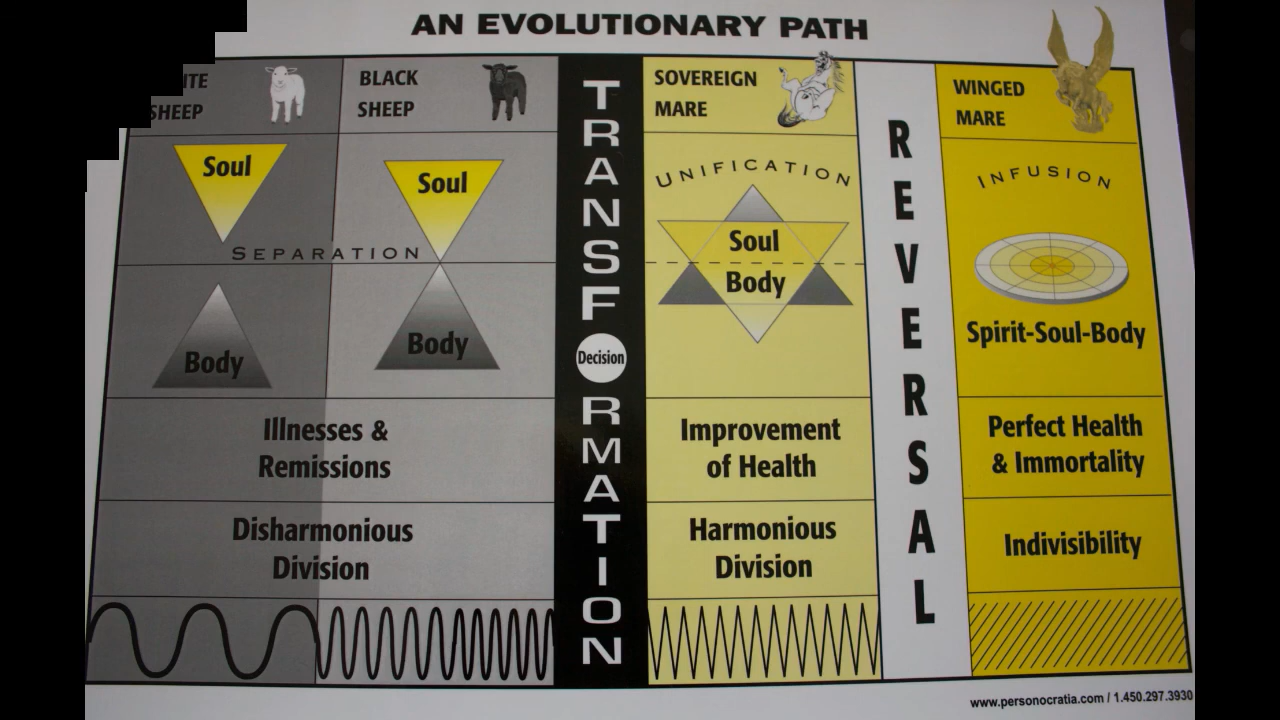 AN EVOLUTIONARY PATH
ITE
SHEEP
BLACK
SHEEP
TRANSFORMATION
Decision
SOVEREIGN
MARE
REVERSAL
WINGED
MARE
Soul
Soul
SEPARATION
Body
Body
UNIFICATION
Soul
Body
INFUSION
Spirit-Soul-Body
Illnesses &
Remissions
Improvement
of Health
Perfect Health
& Immortality
Disharmonious
Division
Harmonious
Division
Indivisibility
www.personocratia.com / 1.450.297.3930